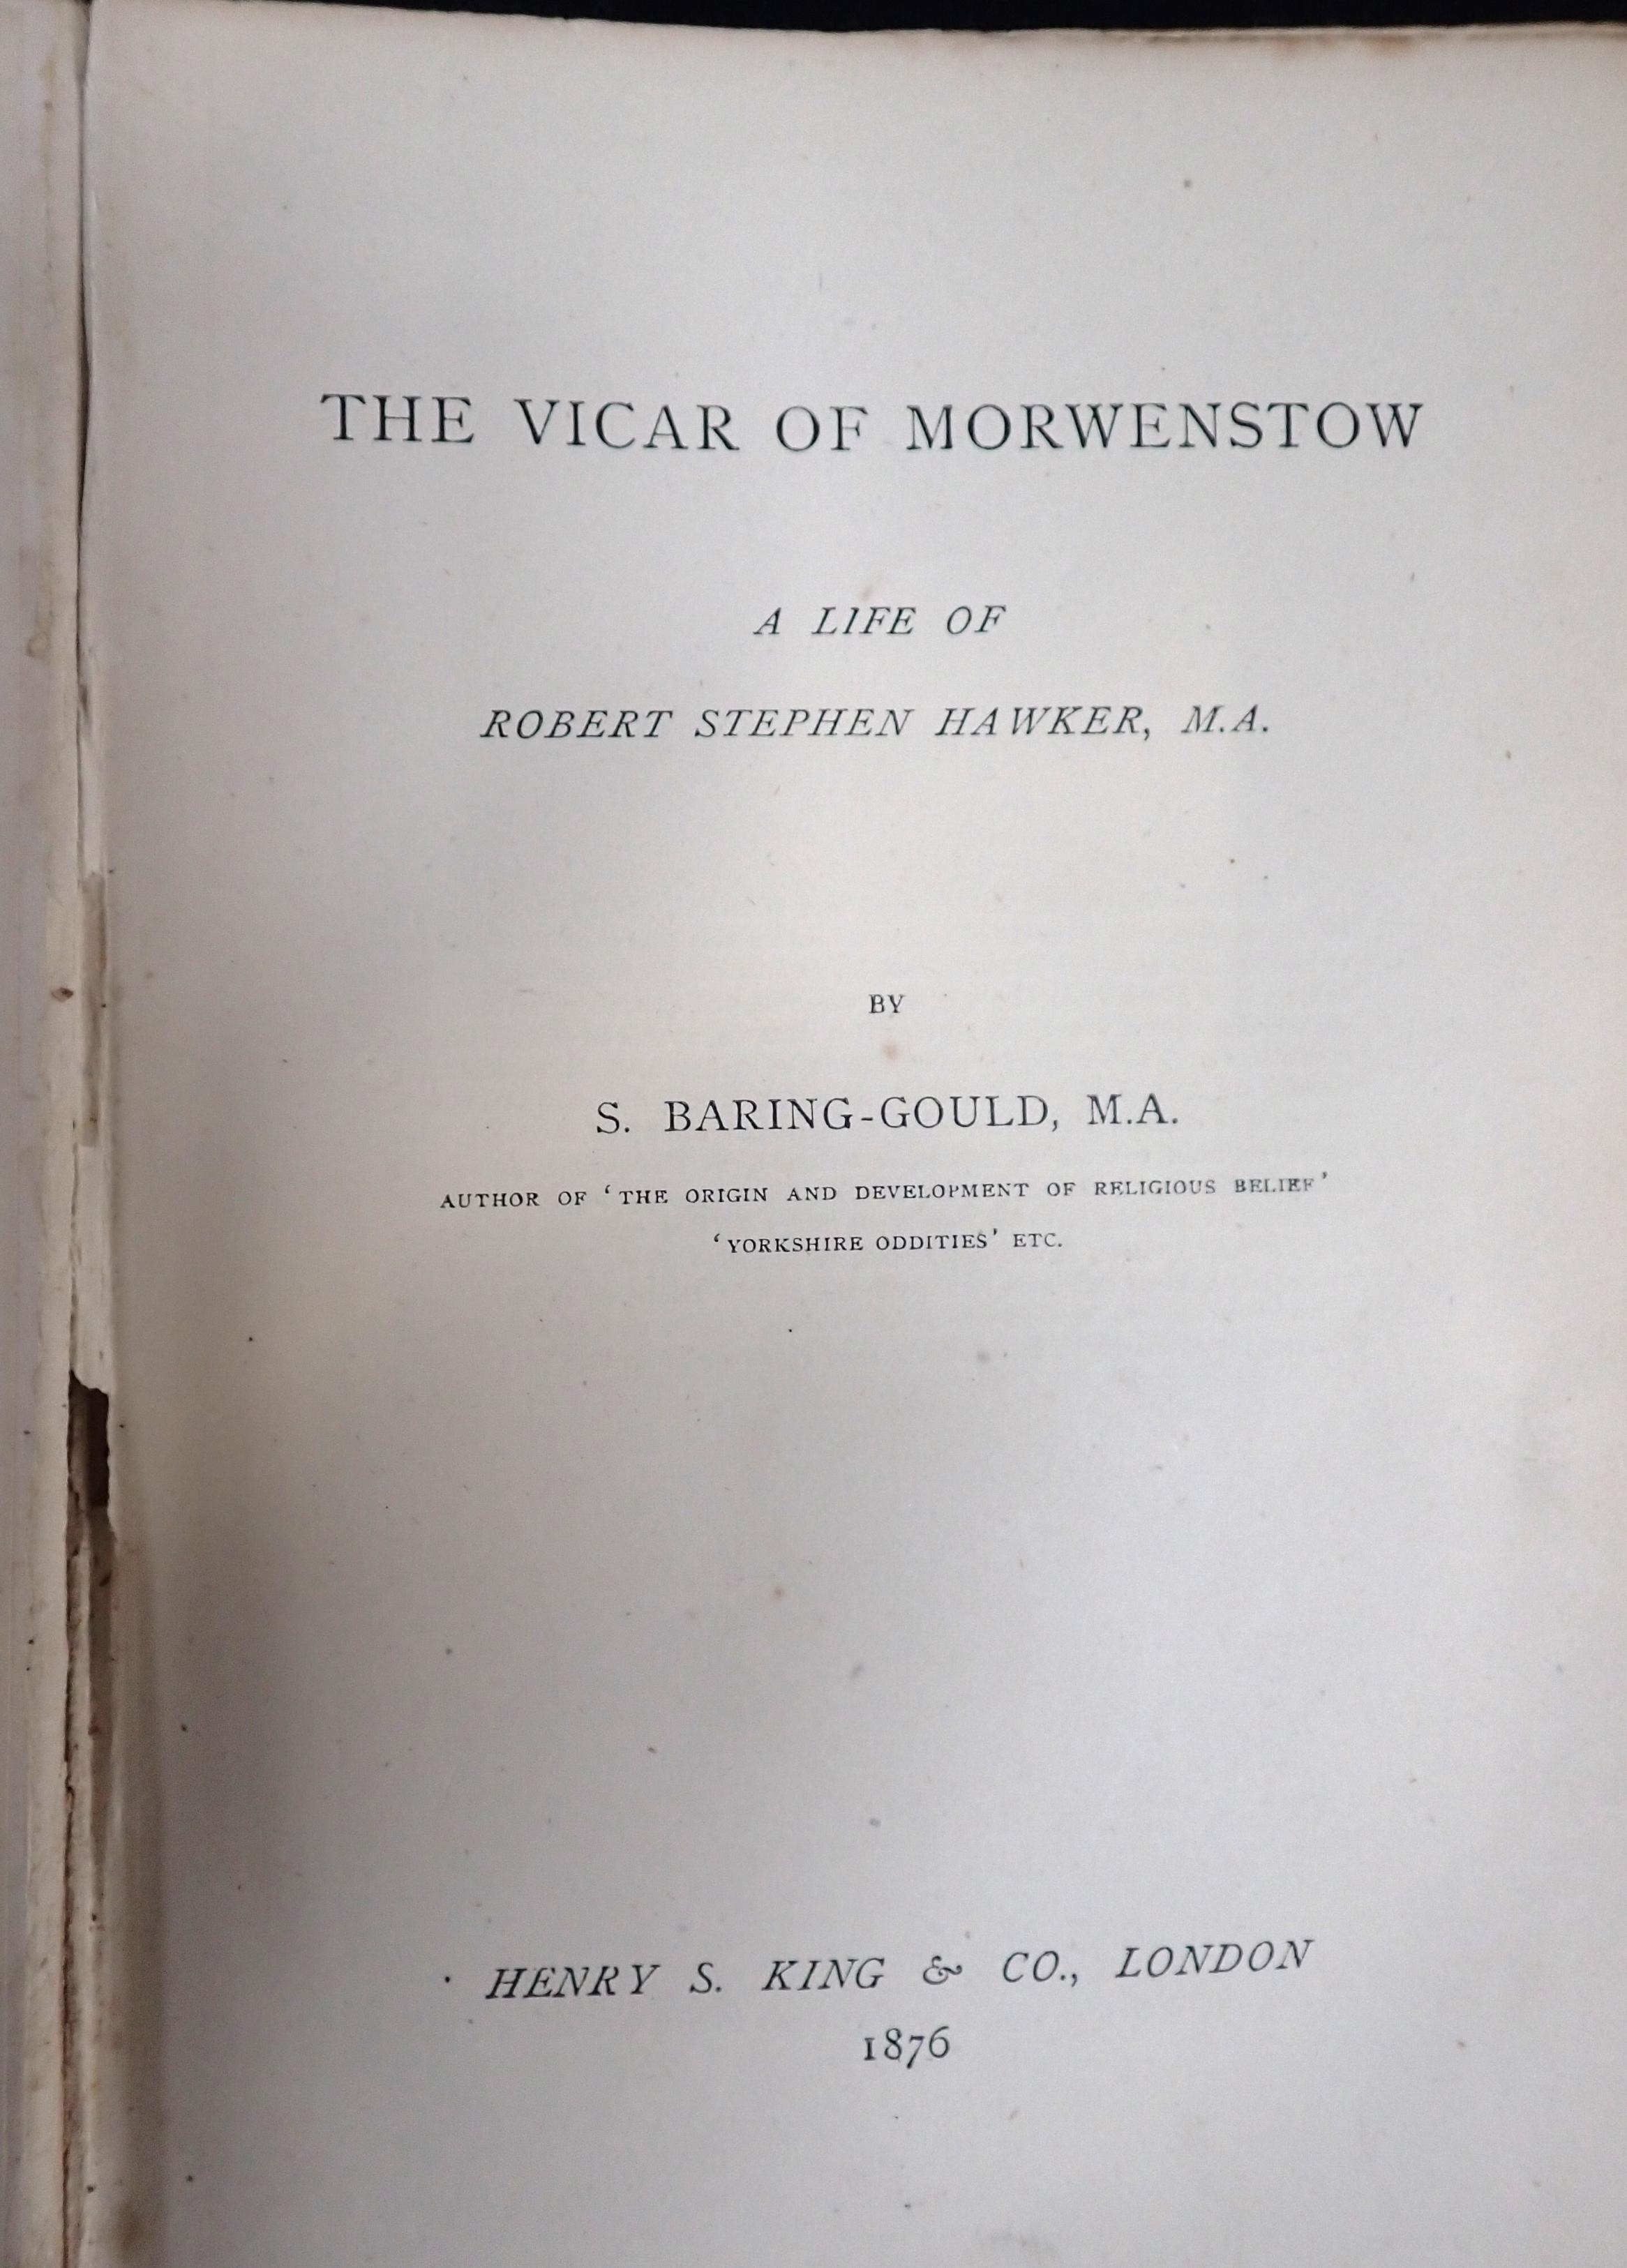 THE VICAR OF MORWENSTOW
A LIFE OF
ROBERT STEPHEN HAWKER, M.A.
BY
S. BARING-GOULD, M.A.
AUTHOR OF ‘THE ORIGIN AND DEVELOPMENT OF RELIGIOUS BELIEF’
‘YORKSHIRE ODDITIES’ ETC.
HENRY S. KING & CO., LONDON
1876